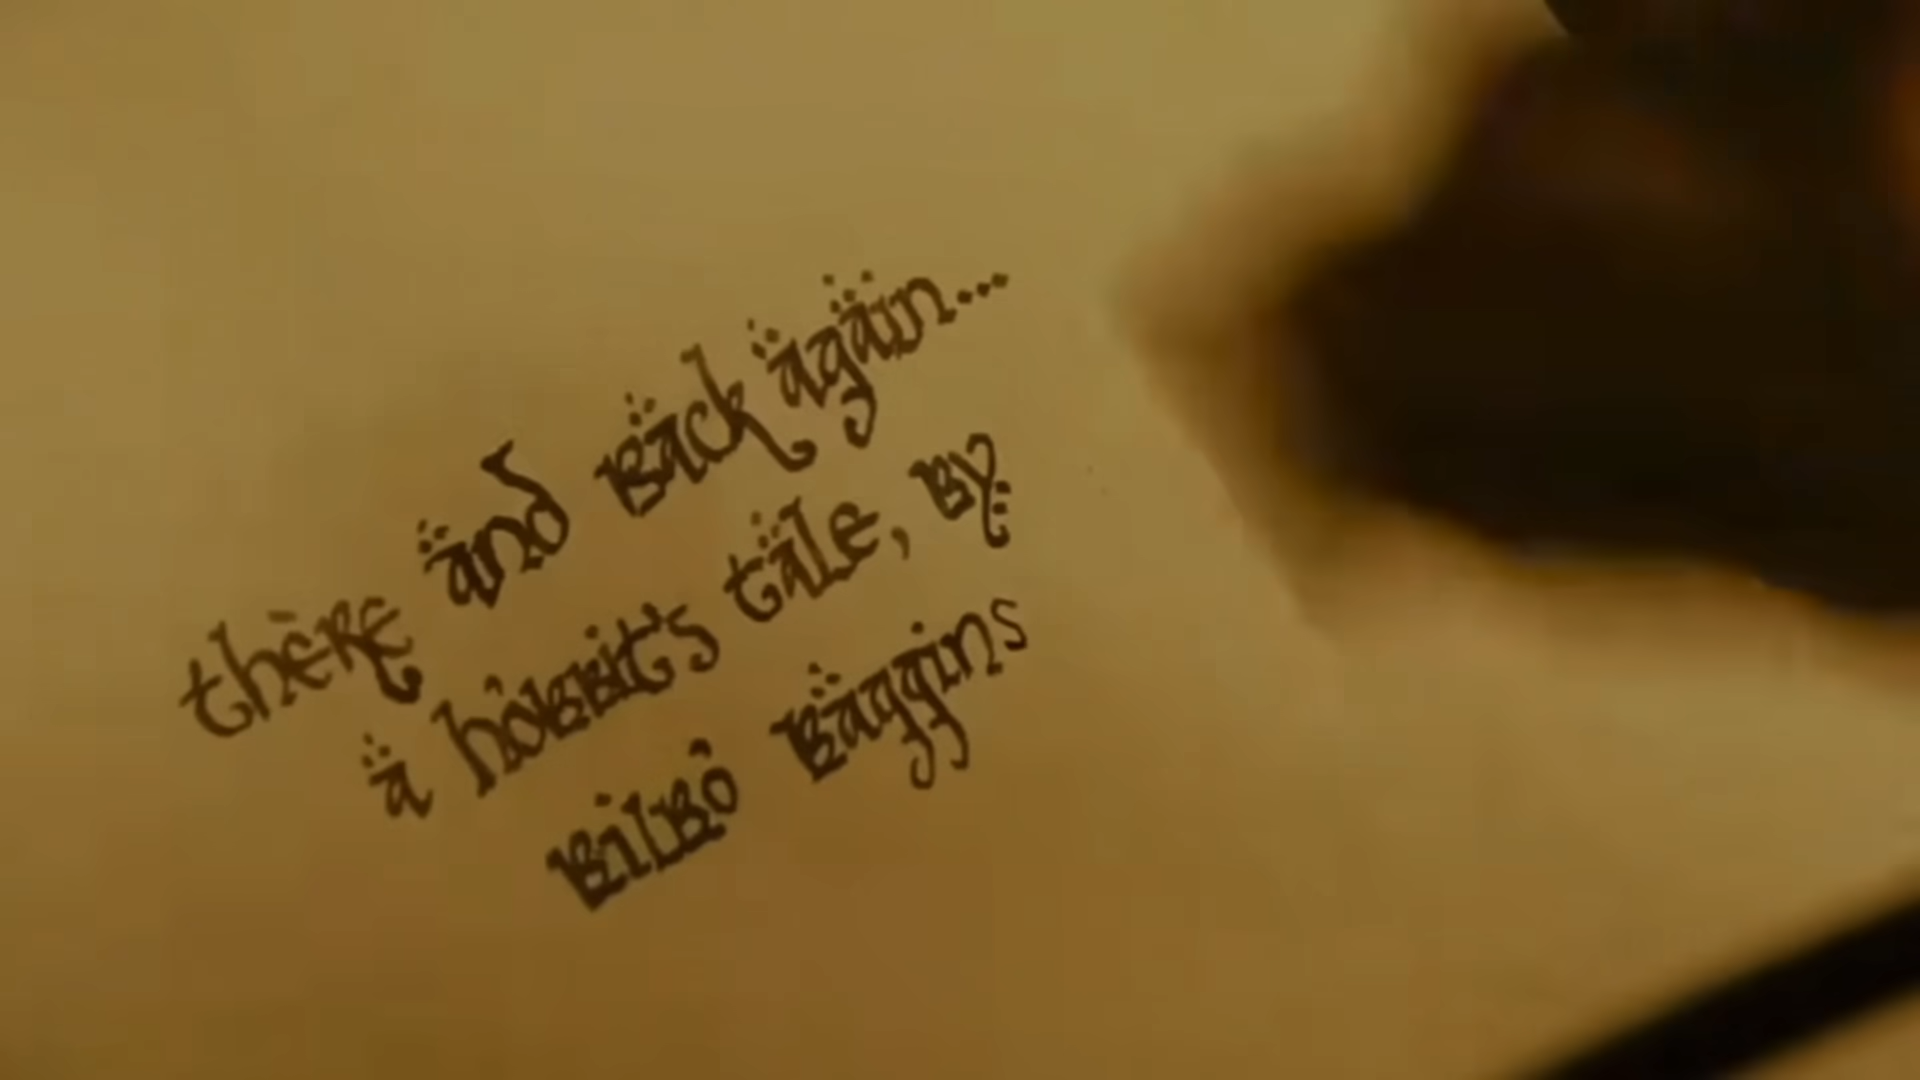 there and back again...
a hobbit's tale, by
bilbo baggins